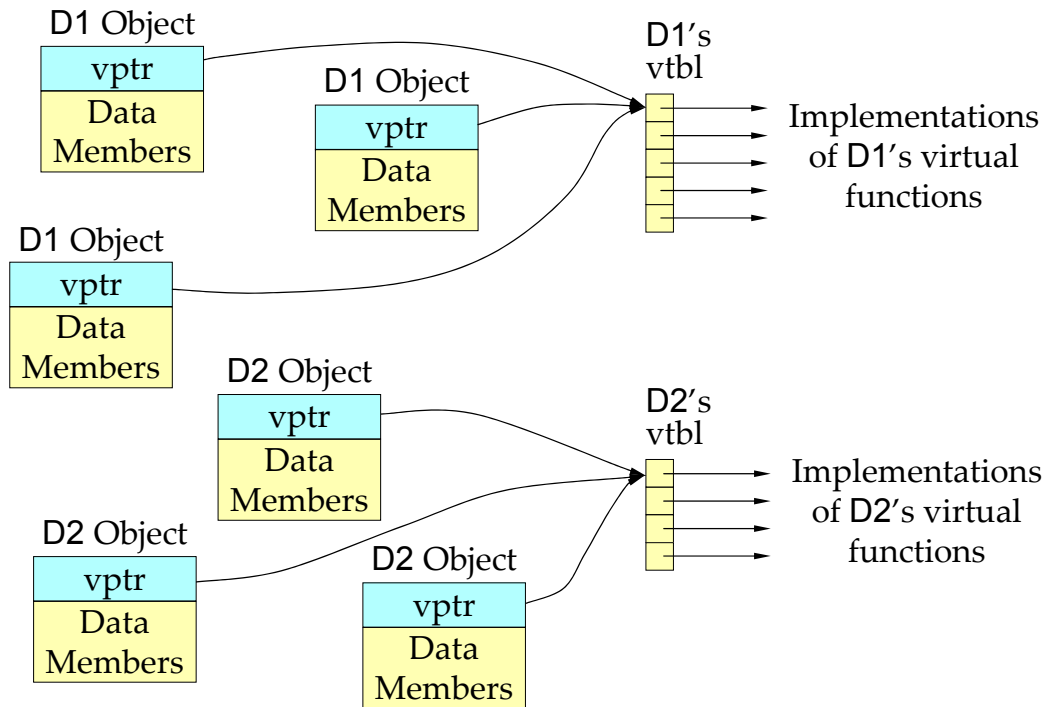 D1 Object
vptr
Data
Members
D1 Object
vptr
Data
Members
D1 Object
vptr
Data
Members
D1's
vtbl
Implementations
of D1's virtual
functions
D2 Object
vptr
Data
Members
D2 Object
vptr
Data
Members
D2 Object
vptr
Data
Members
D2's
vtbl
Implementations
of D2's virtual
functions